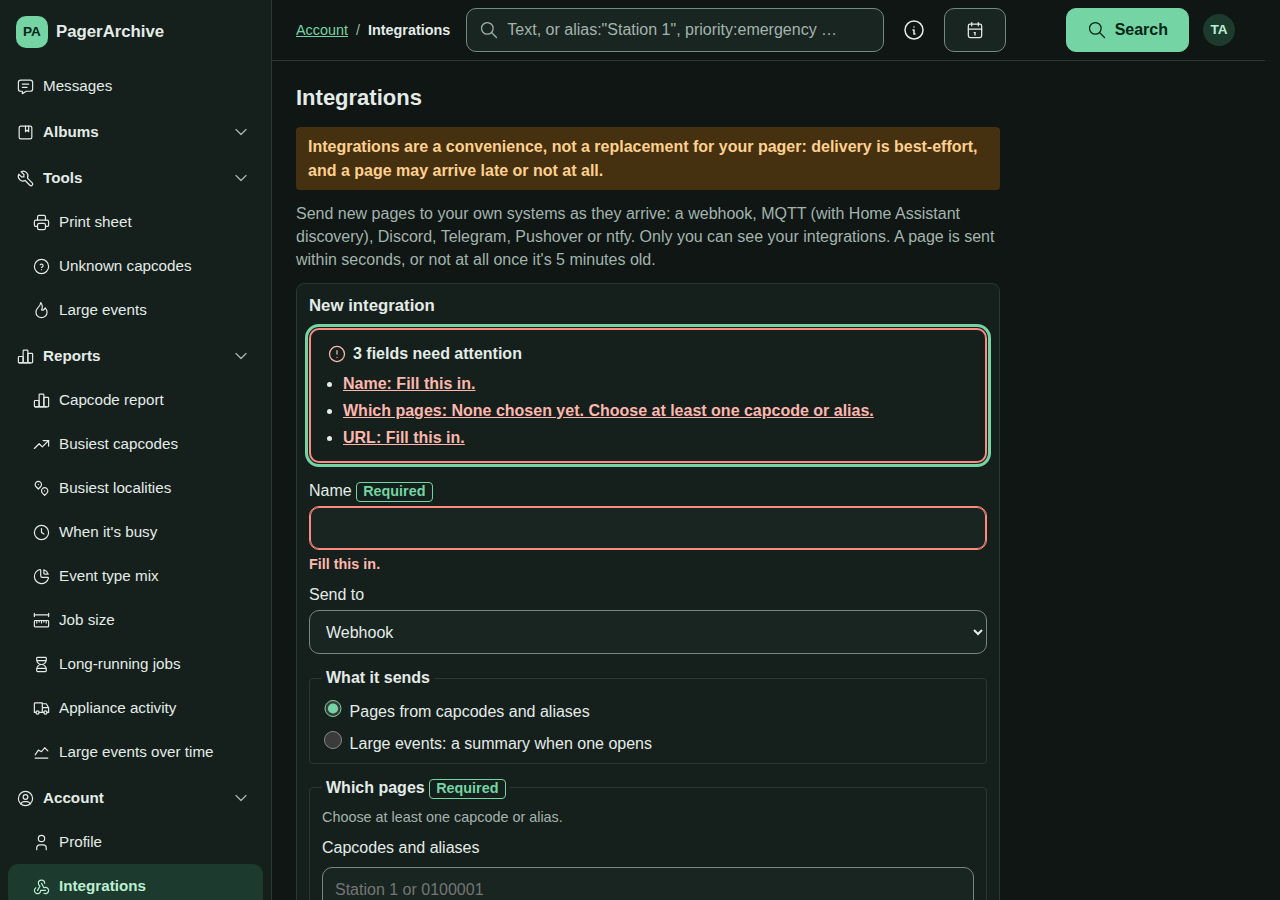 PA PagerArchive
Messages
Albums
Tools
Print sheet
Unknown capcodes
Large events
Reports
Capcode report
Busiest capcodes
Busiest localities
When it's busy
Event type mix
Job size
Long-running jobs
Appliance activity
Large events over time
Account
Profile
Integrations
Account / Integrations
Text, or alias:"Station 1", priority:emergency …
Search
TA
Integrations
Integrations are a convenience, not a replacement for your pager: delivery is best-effort,
and a page may arrive late or not at all.
Send new pages to your own systems as they arrive: a webhook, MQTT (with Home Assistant
discovery), Discord, Telegram, Pushover or ntfy. Only you can see your integrations. A page is sent
within seconds, or not at all once it's 5 minutes old.
New integration
3 fields need attention
Name: Fill this in.
Which pages: None chosen yet. Choose at least one capcode or alias.
URL: Fill this in.
Name Required
Fill this in.
Send to
Webhook
What it sends
Pages from capcodes and aliases
Large events: a summary when one opens
Which pages Required
Choose at least one capcode or alias.
Capcodes and aliases
Station 1 or 0100001